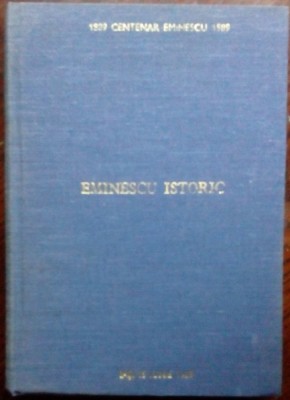 1889 CENTENAR EMINESCU 1989
EMINESCU ISTORIC